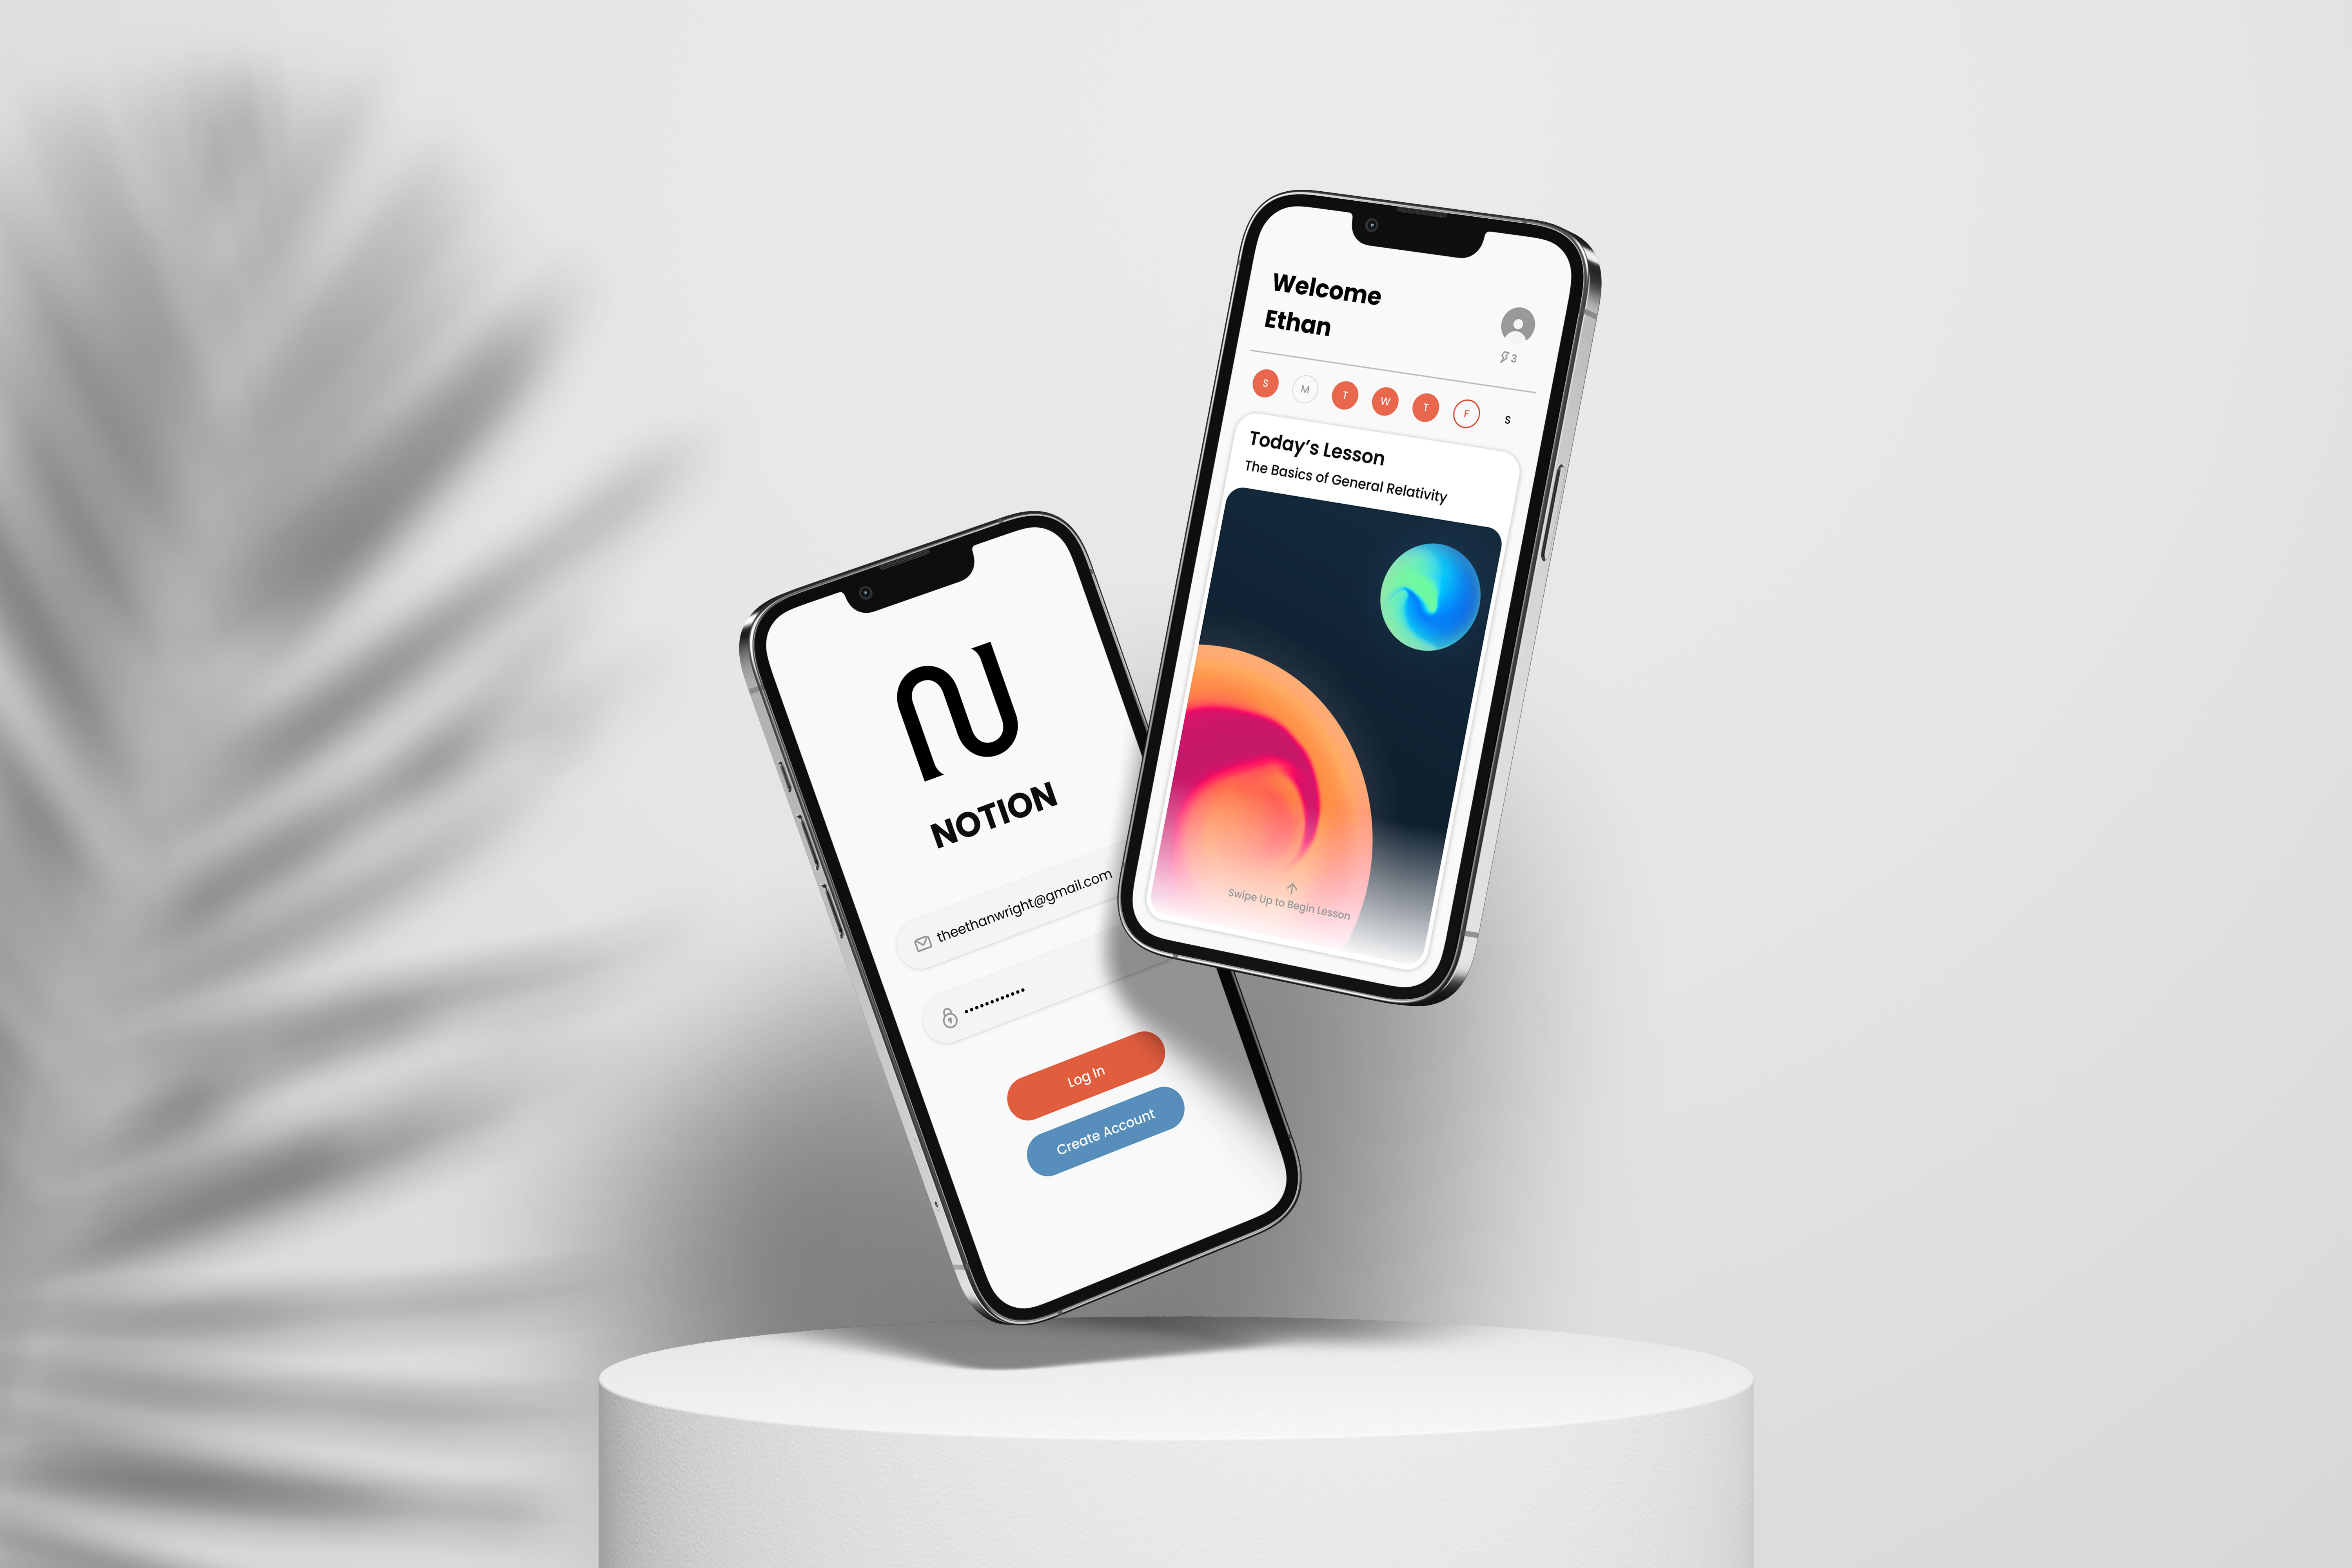 NOTION
theethanwright@gmail.com
••••••••••••
Log In
Create Account
Welcome
Ethan
3
S M T W T F S
Today’s Lesson
The Basics of General Relativity
Swipe Up to Begin Lesson